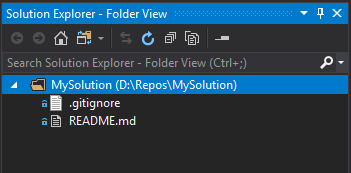 Solution Explorer - Folder View
Search Solution Explorer - Folder View (Ctrl+;)
MySolution (D:\Repos\MySolution)
.gitignore
README.md